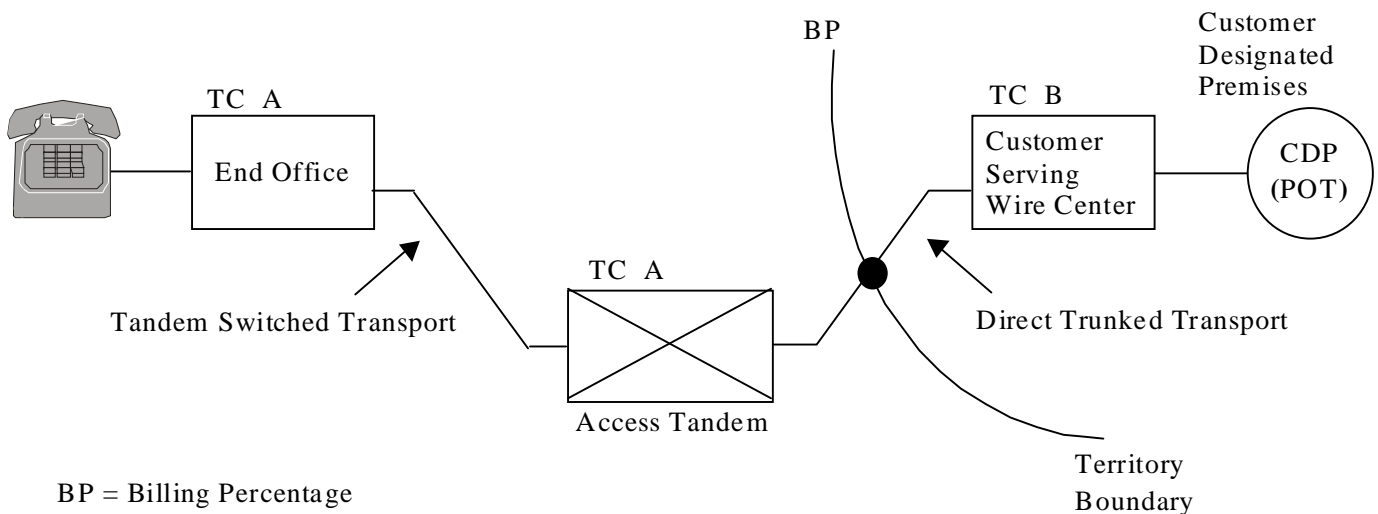 BP
Customer
Designated
Premises
TC A
TC B
End Office
Customer
Serving
Wire Center
CDP
(POT)
TC A
Tandem Switched Transport
Direct Trunked Transport
Access Tandem
Territory
Boundary
BP = Billing Percentage